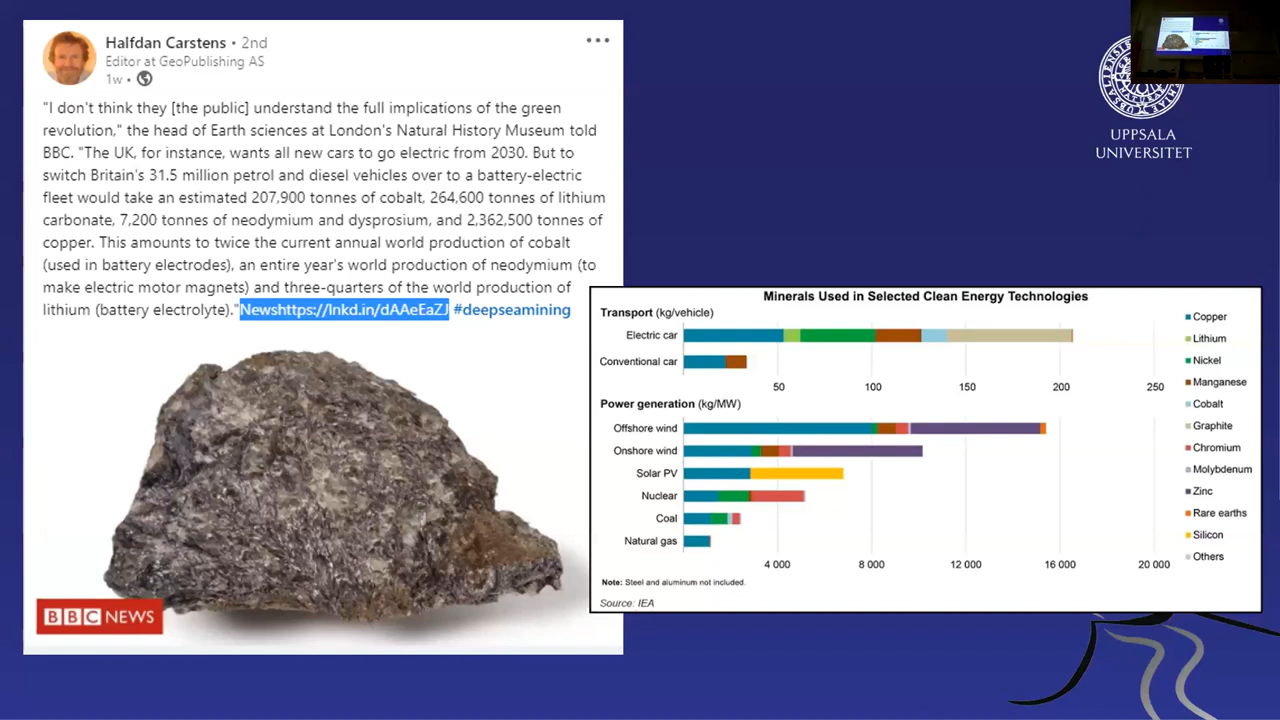 Halfdan Carstens • 2nd
Editor at GeoPublishing AS
1w •
"I don't think they [the public] understand the full implications of the green
revolution," the head of Earth sciences at London's Natural History Museum told
BBC. "The UK, for instance, wants all new cars to go electric from 2030. But to
switch Britain's 31.5 million petrol and diesel vehicles over to a battery-electric
fleet would take an estimated 207,900 tonnes of cobalt, 264,600 tonnes of lithium
carbonate, 7,200 tonnes of neodymium and dysprosium, and 2,362,500 tonnes of
copper. This amounts to twice the current annual world production of cobalt
(used in battery electrodes), an entire year's world production of neodymium (to
make electric motor magnets) and three-quarters of the world production of
lithium (battery electrolyte)."Newshttps://lnkd.in/dAAeEaZJ #deepseamining
BBC NEWS
UPPSALA
UNIVERSITET
Minerals Used in Selected Clean Energy Technologies
Transport (kg/vehicle)
Electric car
Conventional car
50 100 150 200 250
Power generation (kg/MW)
Offshore wind
Onshore wind
Solar PV
Nuclear
Coal
Natural gas
4 000 8 000 12 000 16 000 20 000
Copper
Lithium
Nickel
Manganese
Cobalt
Graphite
Chromium
Molybdenum
Zinc
Rare earths
Silicon
Others
Note: Steel and aluminum not included.
Source: IEA